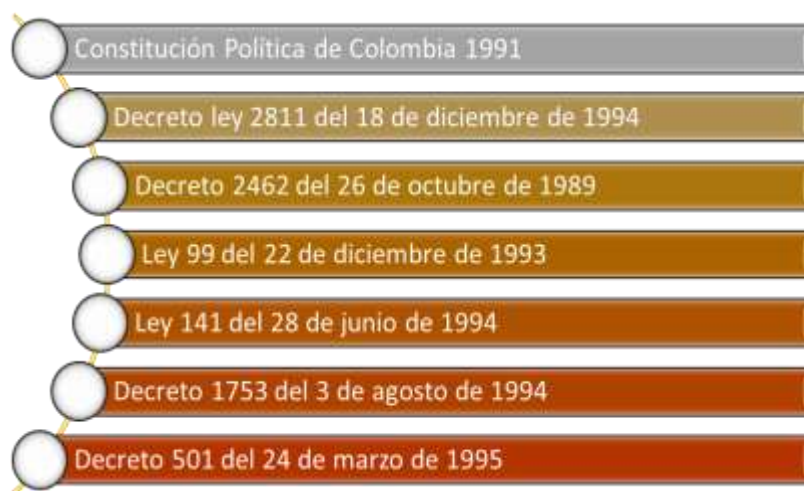 Constitución Política de Colombia 1991
Decreto ley 2811 del 18 de diciembre de 1994
Decreto 2462 del 26 de octubre de 1989
Ley 99 del 22 de diciembre de 1993
Ley 141 del 28 de junio de 1994
Decreto 1753 del 3 de agosto de 1994
Decreto 501 del 24 de marzo de 1995